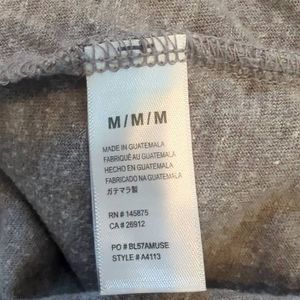 M / M / M
MADE IN GUATEMALA
FABRIQUÉ AU GUATEMALA
HECHO EN GUATEMALA
FABRICADO NA GUATEMALA
ガテマラ製
RN # 145875
CA # 26912
PO # BL57AMUSE
STYLE # A4113